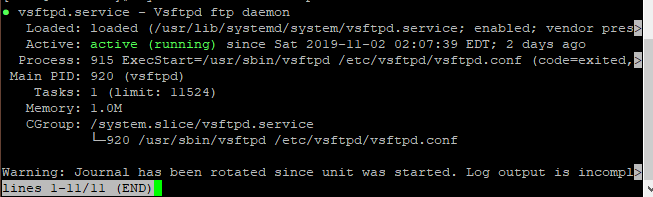 ● vsftpd.service - Vsftpd ftp daemon
Loaded: loaded (/usr/lib/systemd/system/vsftpd.service; enabled; vendor pres>
Active: active (running) since Sat 2019-11-02 02:07:39 EDT; 2 days ago
Process: 915 ExecStart=/usr/sbin/vsftpd /etc/vsftpd/vsftpd.conf (code=exited,>
Main PID: 920 (vsftpd)
Tasks: 1 (limit: 11524)
Memory: 1.0M
CGroup: /system.slice/vsftpd.service
└─920 /usr/sbin/vsftpd /etc/vsftpd/vsftpd.conf
Warning: Journal has been rotated since unit was started. Log output is incompl>
lines 1-11/11 (END)